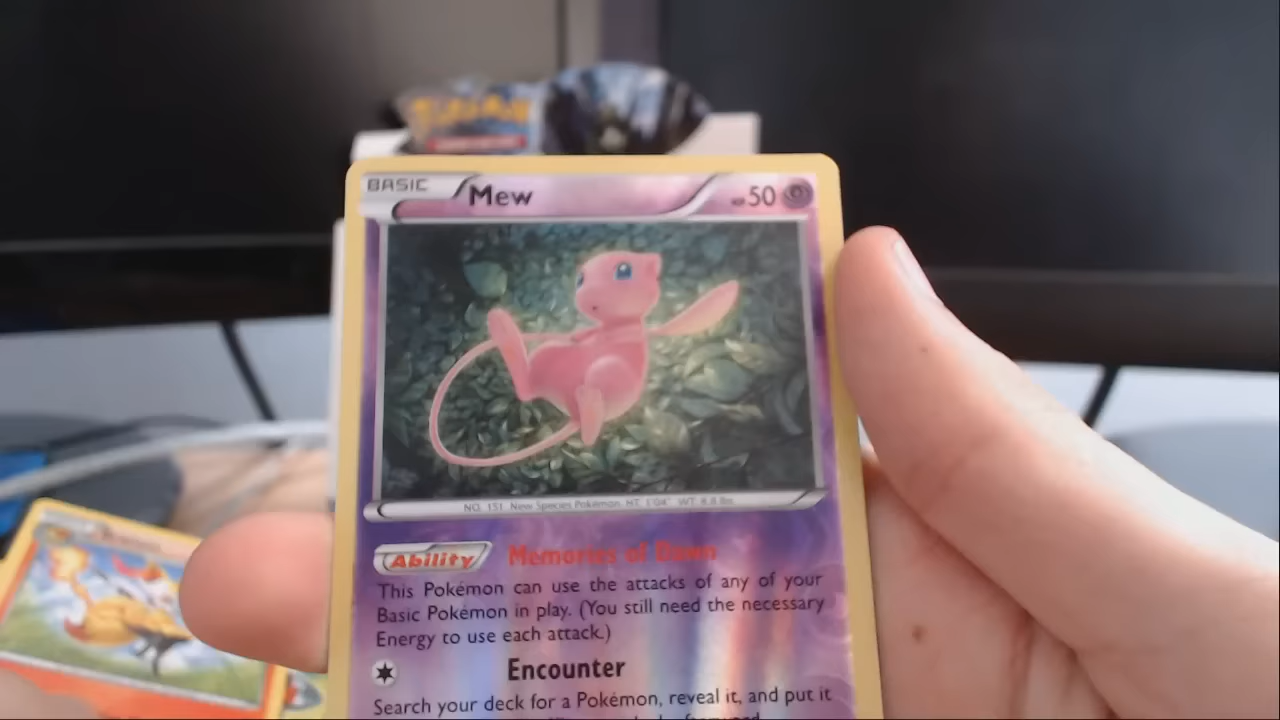 Pokémon
BASIC Mew HP 50
NO. 151 New Species Pokémon HT: 1'04" WT: 8.8 lbs.
Ability Memories of Dawn
This Pokémon can use the attacks of any of your
Basic Pokémon in play. (You still need the necessary
Energy to use each attack.)
Encounter
Search your deck for a Pokémon, reveal it, and put it